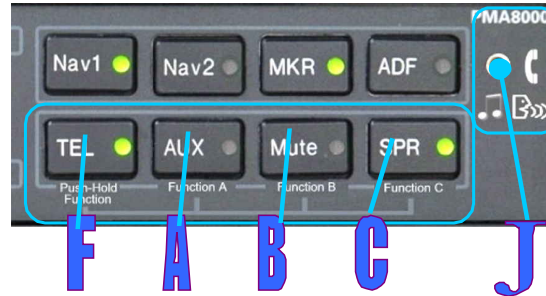 PMA8000
Nav1 Nav2 MKR ADF
TEL AUX Mute SPR
Push-Hold
Function
Function A Function B Function C
F A B C J